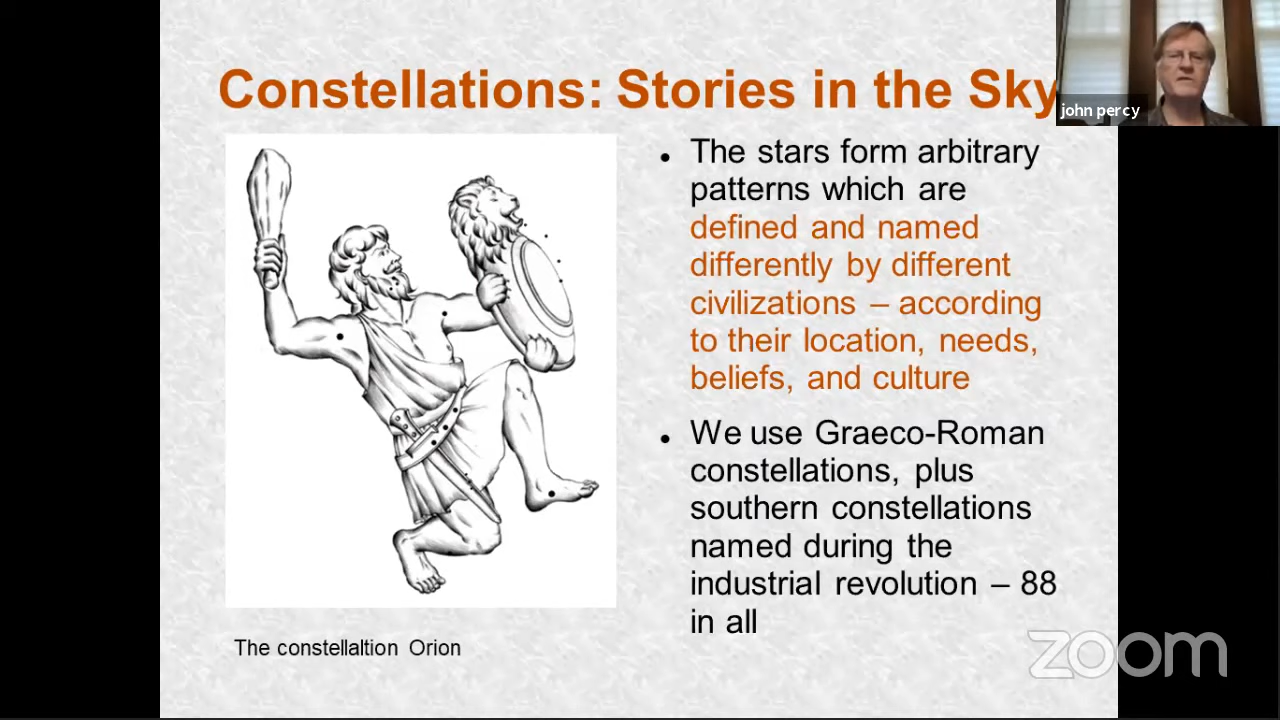 Constellations: Stories in the Sky
john percy
The stars form arbitrary
patterns which are
defined and named
differently by different
civilizations – according
to their location, needs,
beliefs, and culture
We use Graeco-Roman
constellations, plus
southern constellations
named during the
industrial revolution – 88
in all
The constellaltion Orion
zoom